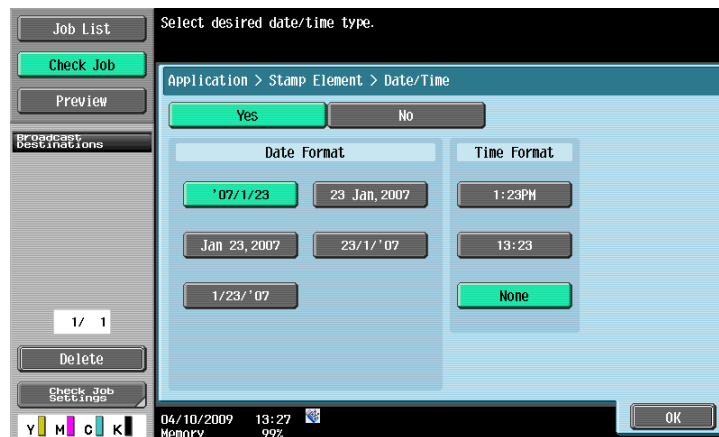 Job List
Check Job
Preview
Broadcast
Destinations
1/ 1
Delete
Check Job
Settings
Y M C K
Select desired date/time type.
Application > Stamp Element > Date/Time
Yes No
Date Format
'07/1/23 23 Jan,2007
Jan 23,2007 23/1/'07
1/23/'07
Time Format
1:23PM
13:23
None
04/10/2009 13:27
Memory 99%
OK